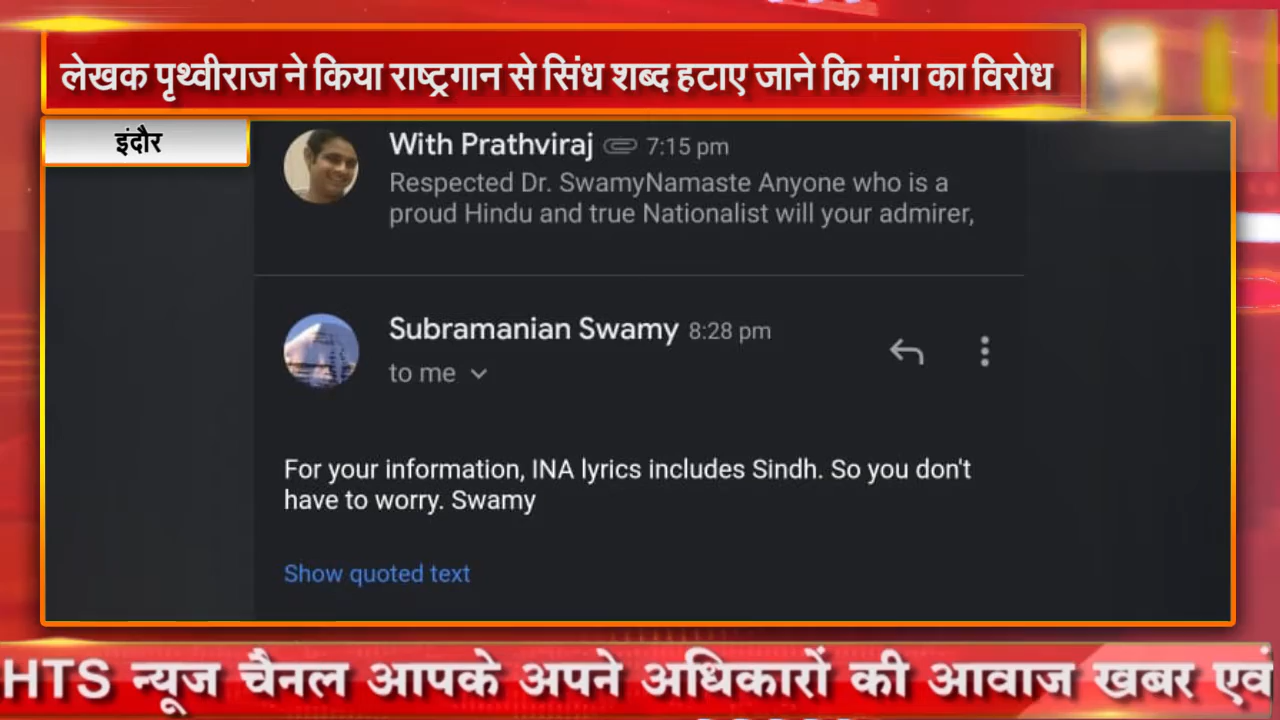 लेखक पृथ्वीराज ने किया राष्ट्रगान से सिंध शब्द हटाए जाने कि मांग का विरोध
इंदौर
With Prathviraj 7:15 pm
Respected Dr. SwamyNamaste Anyone who is a
proud Hindu and true Nationalist will your admirer,
Subramanian Swamy 8:28 pm
to me
For your information, INA lyrics includes Sindh. So you don't
have to worry. Swamy
Show quoted text
HTS न्यूज चैनल आपके अपने अधिकारों की आवाज खबर एवं